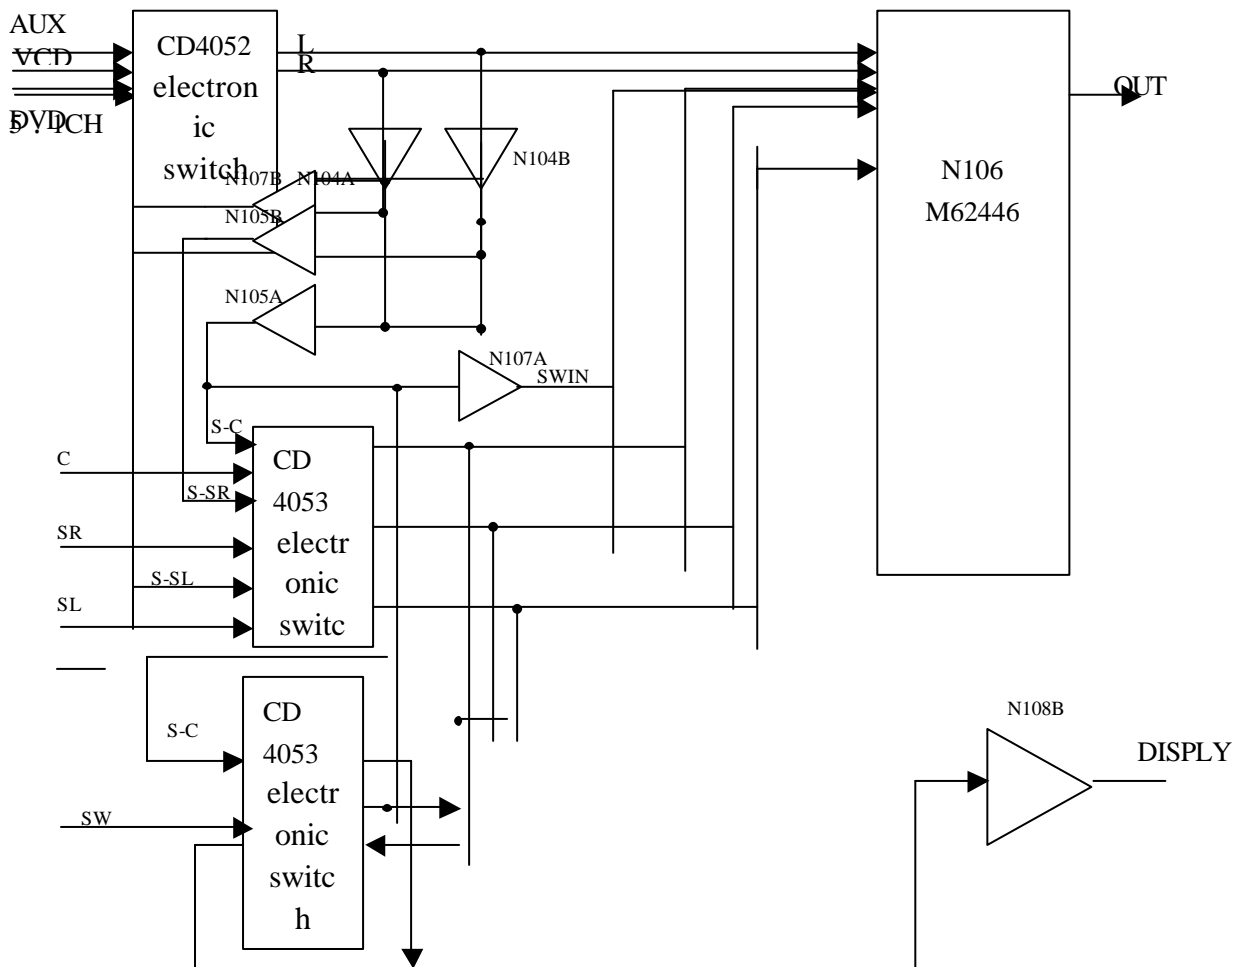 AUX
VCD
DVD
5.1CH
CD4052
electron
ic
switch
L
R
N104B
N107B
N104A
N105B
N105A
N107A
SWIN
N106
M62446
OUT
S-C
C
S-SR
SR
S-SL
SL
CD
4053
electr
onic
switc
S-C
SW
CD
4053
electr
onic
switc
h
N108B
DISPLY